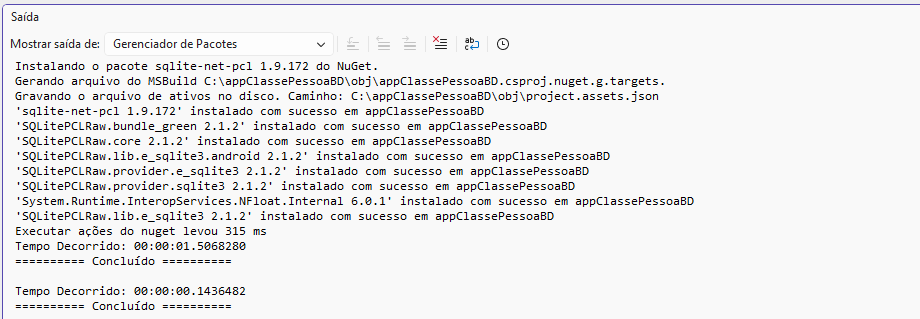 Saída
Mostrar saída de: Gerenciador de Pacotes
Instalando o pacote sqlite-net-pcl 1.9.172 do NuGet.
Gerando arquivo do MSBuild C:\appClassePessoaBD\obj\appClassePessoaBD.csproj.nuget.g.targets.
Gravando o arquivo de ativos no disco. Caminho: C:\appClassePessoaBD\obj\project.assets.json
'sqlite-net-pcl 1.9.172' instalado com sucesso em appClassePessoaBD
'SQLitePCLRaw.bundle_green 2.1.2' instalado com sucesso em appClassePessoaBD
'SQLitePCLRaw.core 2.1.2' instalado com sucesso em appClassePessoaBD
'SQLitePCLRaw.lib.e_sqlite3.android 2.1.2' instalado com sucesso em appClassePessoaBD
'SQLitePCLRaw.provider.e_sqlite3 2.1.2' instalado com sucesso em appClassePessoaBD
'SQLitePCLRaw.provider.sqlite3 2.1.2' instalado com sucesso em appClassePessoaBD
'System.Runtime.InteropServices.NFloat.Internal 6.0.1' instalado com sucesso em appClassePessoaBD
'SQLitePCLRaw.lib.e_sqlite3 2.1.2' instalado com sucesso em appClassePessoaBD
Executar ações do nuget levou 315 ms
Tempo Decorrido: 00:00:01.5068280
========== Concluído ==========
Tempo Decorrido: 00:00:00.1436482
========== Concluído ==========